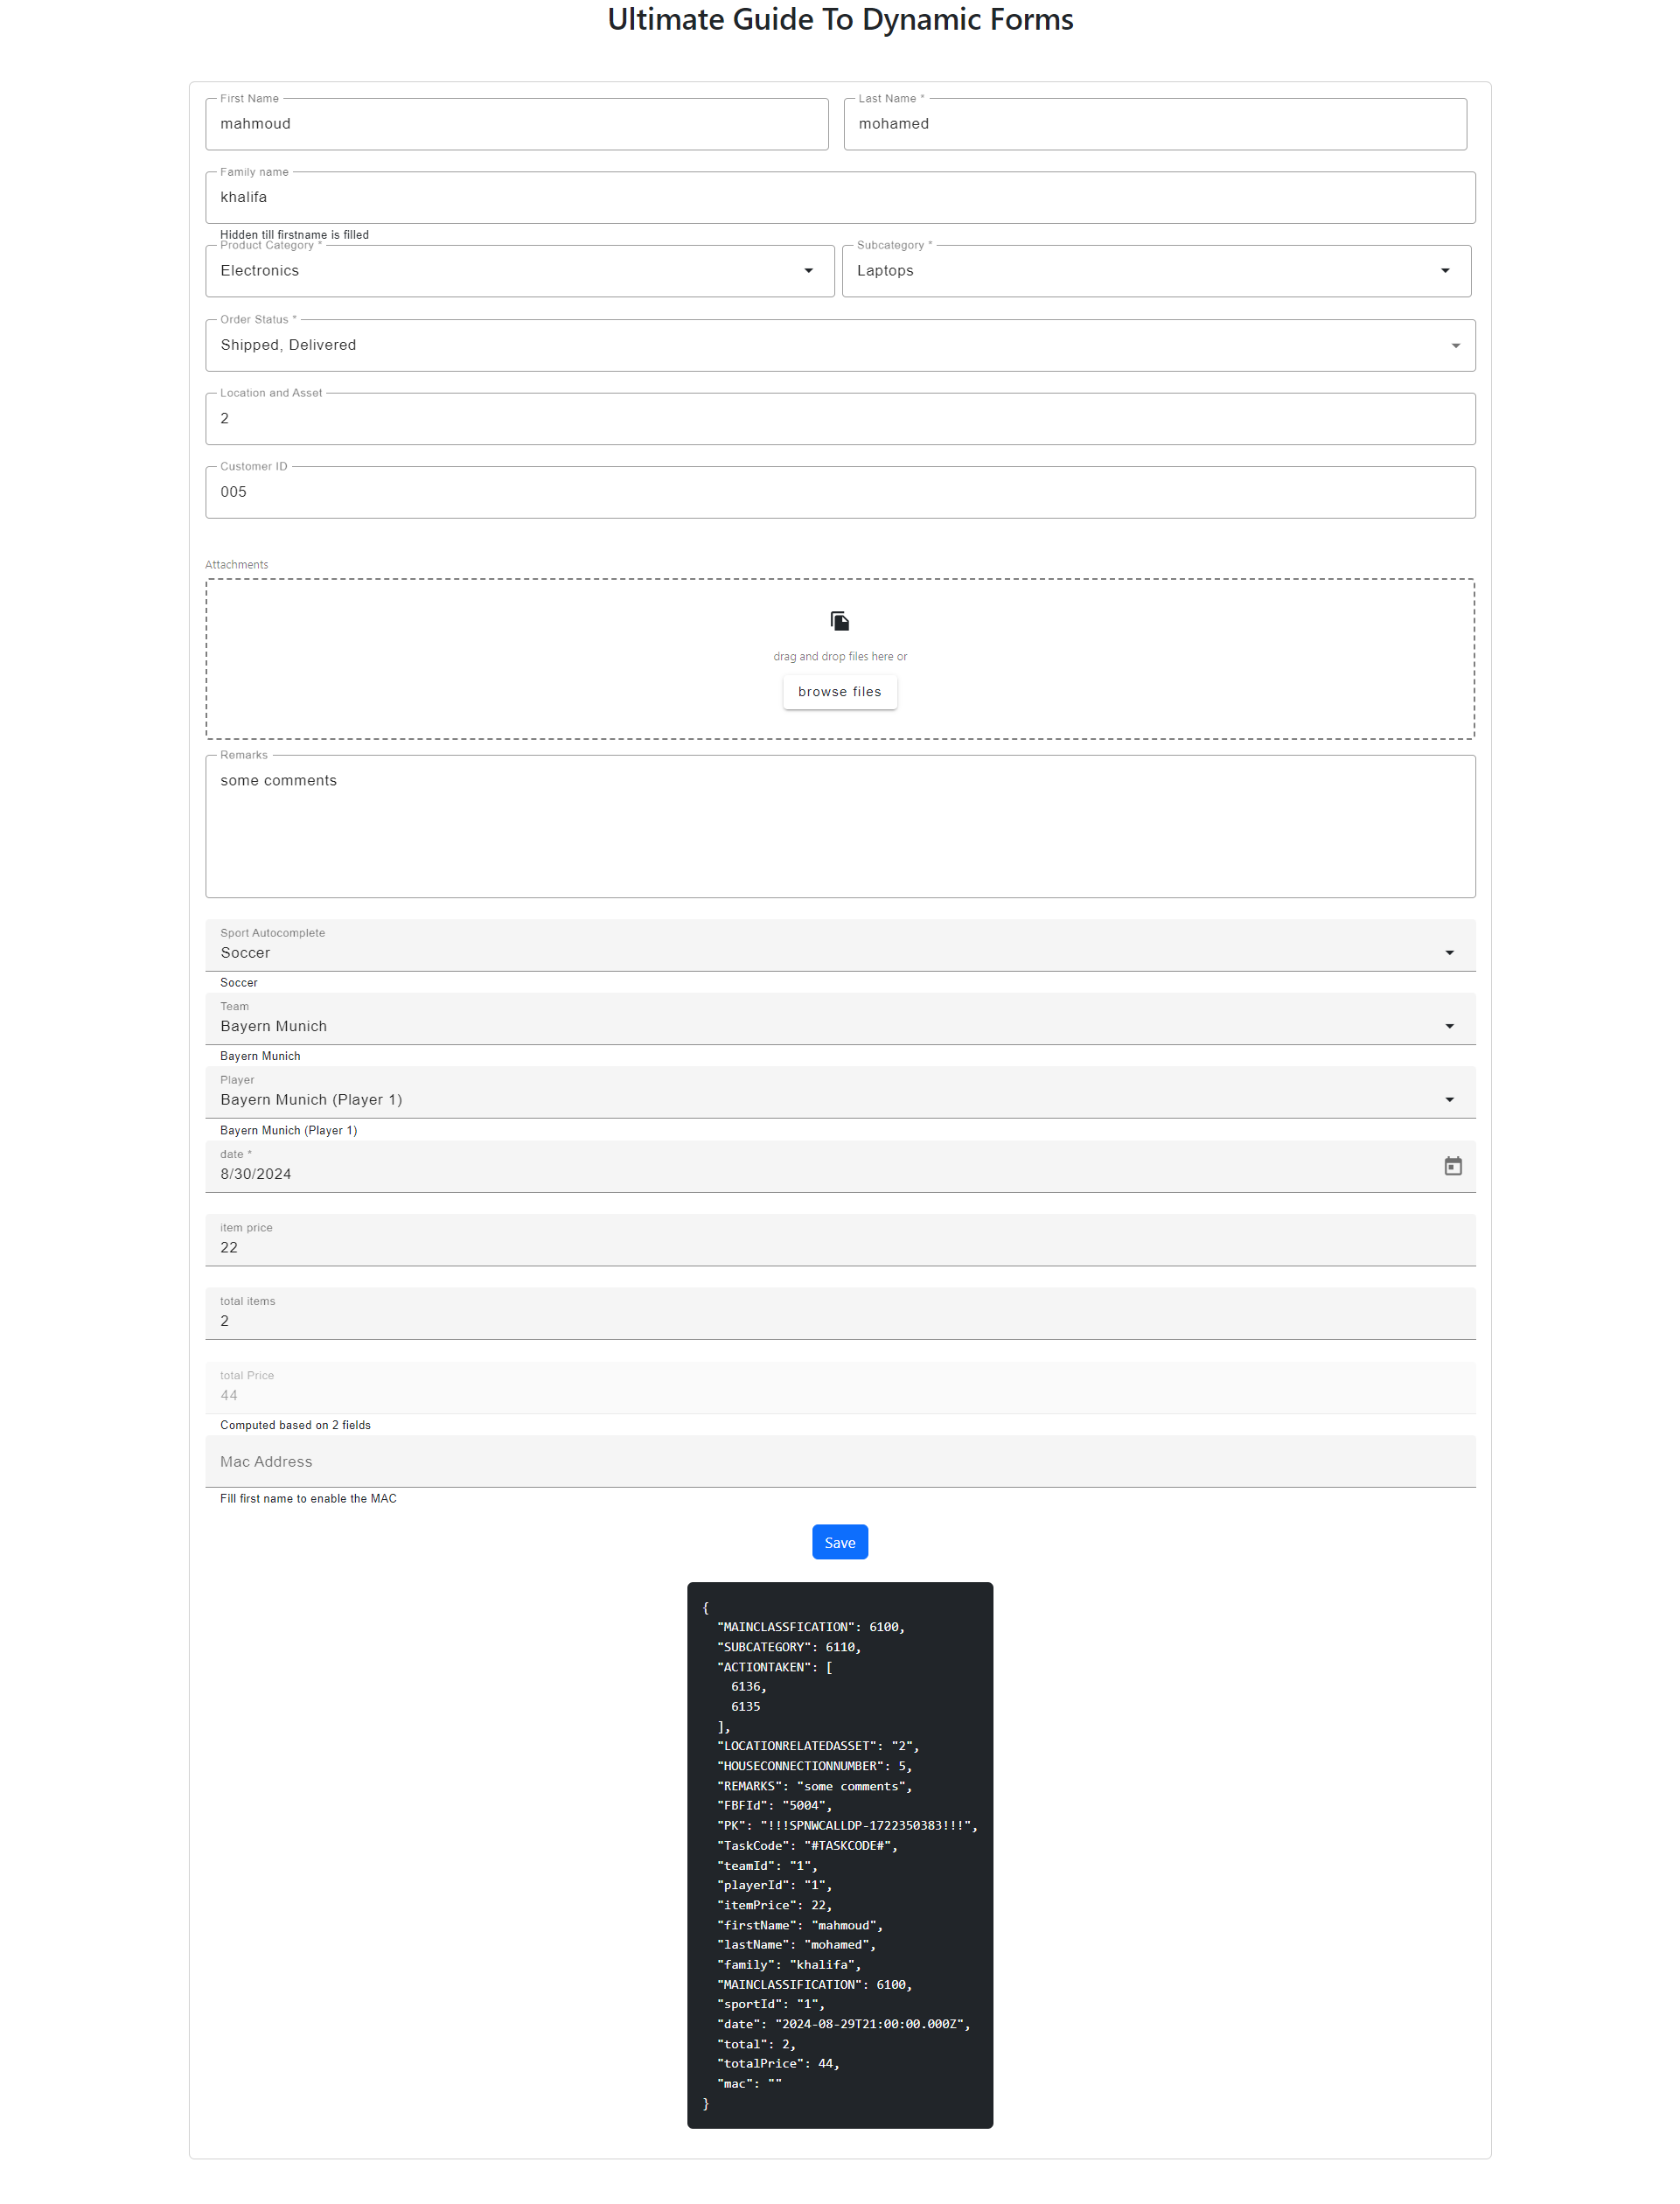 Ultimate Guide To Dynamic Forms
First Name
mahmoud
Last Name *
mohamed
Family name
khalifa
Hidden till firstname is filled
Product Category *
Electronics
Subcategory *
Laptops
Order Status *
Shipped, Delivered
Location and Asset
2
Customer ID
005
Attachments
drag and drop files here or
browse files
Remarks
some comments
Sport Autocomplete
Soccer
Soccer
Team
Bayern Munich
Bayern Munich
Player
Bayern Munich (Player 1)
Bayern Munich (Player 1)
date *
8/30/2024
item price
22
total items
2
total Price
44
Computed based on 2 fields
Mac Address
Fill first name to enable the MAC
Save
{
  "MAINCLASSFICATION": 6100,
  "SUBCATEGORY": 6110,
  "ACTIONTAKEN": [
    6136,
    6135
  ],
  "LOCATIONRELATEDASSET": "2",
  "HOUSECONNECTIONNUMBER": 5,
  "REMARKS": "some comments",
  "FBFId": "5004",
  "PK": "!!!SPNWCALLDP-1722350383!!!",
  "TaskCode": "#TASKCODE#",
  "teamId": "1",
  "playerId": "1",
  "itemPrice": 22,
  "firstName": "mahmoud",
  "lastName": "mohamed",
  "family": "khalifa",
  "MAINCLASSIFICATION": 6100,
  "sportId": "1",
  "date": "2024-08-29T21:00:00.000Z",
  "total": 2,
  "totalPrice": 44,
  "mac": ""
}